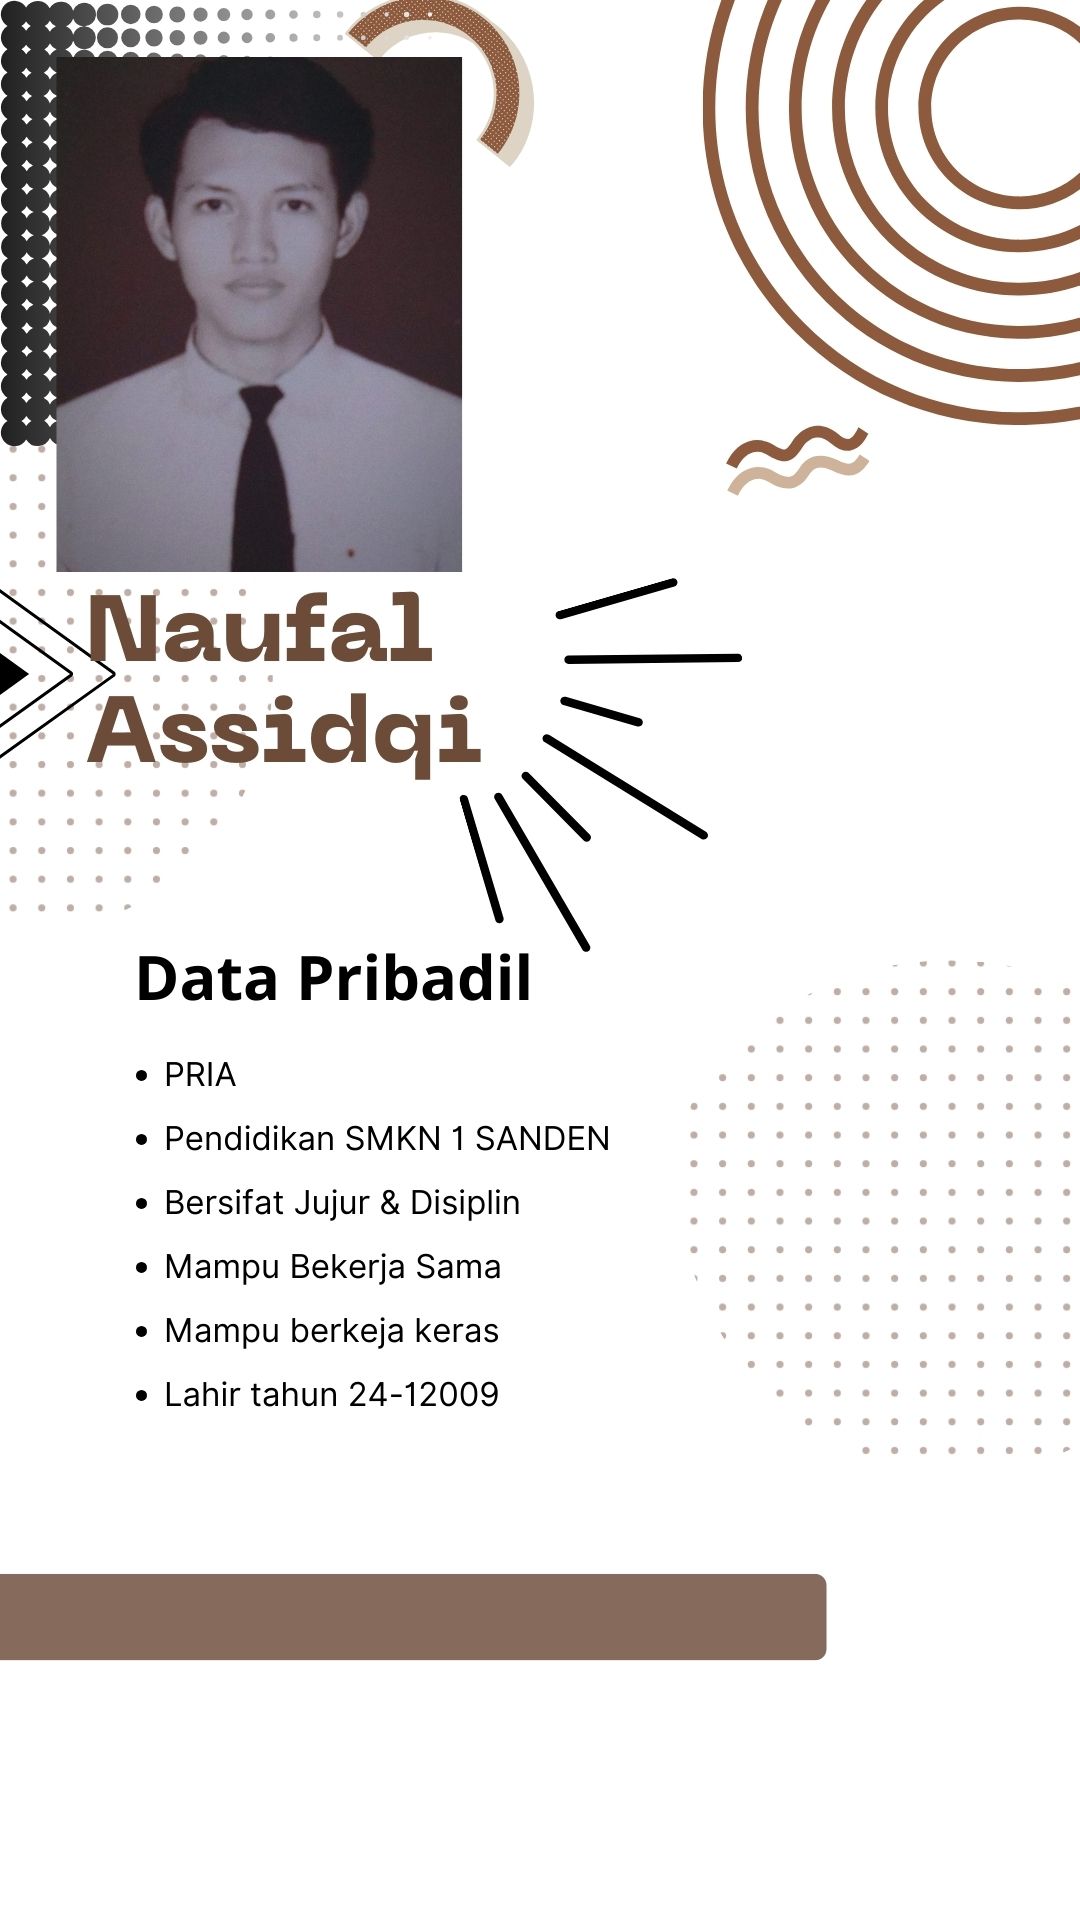 Naufal
Assidqi
Data Pribadil
PRIA
Pendidikan SMKN 1 SANDEN
Bersifat Jujur & Disiplin
Mampu Bekerja Sama
Mampu berkeja keras
Lahir tahun 24-12009